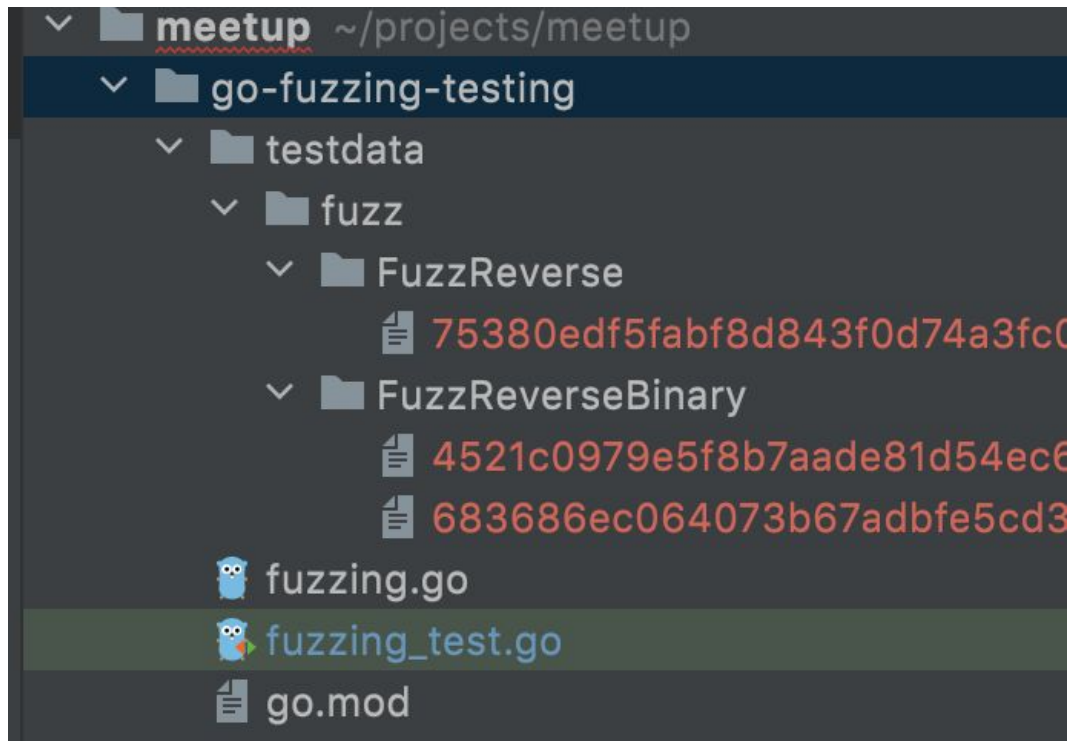 meetup ~/projects/meetup
go-fuzzing-testing
testdata
fuzz
FuzzReverse
75380edf5fabf8d843f0d74a3fc0
FuzzReverseBinary
4521c0979e5f8b7aade81d54ec6
683686ec064073b67adbfe5cd3
fuzzing.go
fuzzing_test.go
go.mod